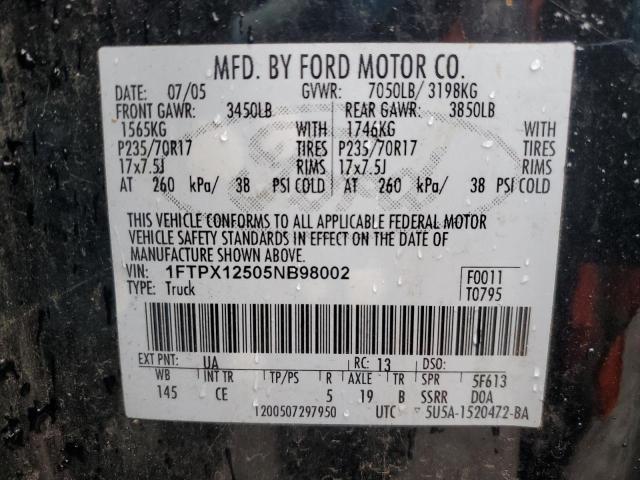 MFD. BY FORD MOTOR CO.
DATE: 07/05 GVWR: 7050LB/ 3198KG
FRONT GAWR: 3450LB REAR GAWR: 3850LB
1565KG WITH 1746KG WITH
P235/70R17 TIRES P235/70R17 TIRES
17x7.5J RIMS 17x7.5J RIMS
AT 260 kPa/ 38 PSI COLD AT 260 kPa/ 38 PSI COLD
Ford
THIS VEHICLE CONFORMS TO ALL APPLICABLE FEDERAL MOTOR
VEHICLE SAFETY STANDARDS IN EFFECT ON THE DATE OF
MANUFACTURE SHOWN ABOVE.
VIN: 1FTPX12505NB98002 F0011
TYPE: Truck T0795
EXT PNT: UA RC: 13 DSO:
WB INT TR TP/PS R AXLE TR SPR 5F613
145 CE 5 19 B SSRR DOA
1200507297950 UTC 5U5A-1520472-BA